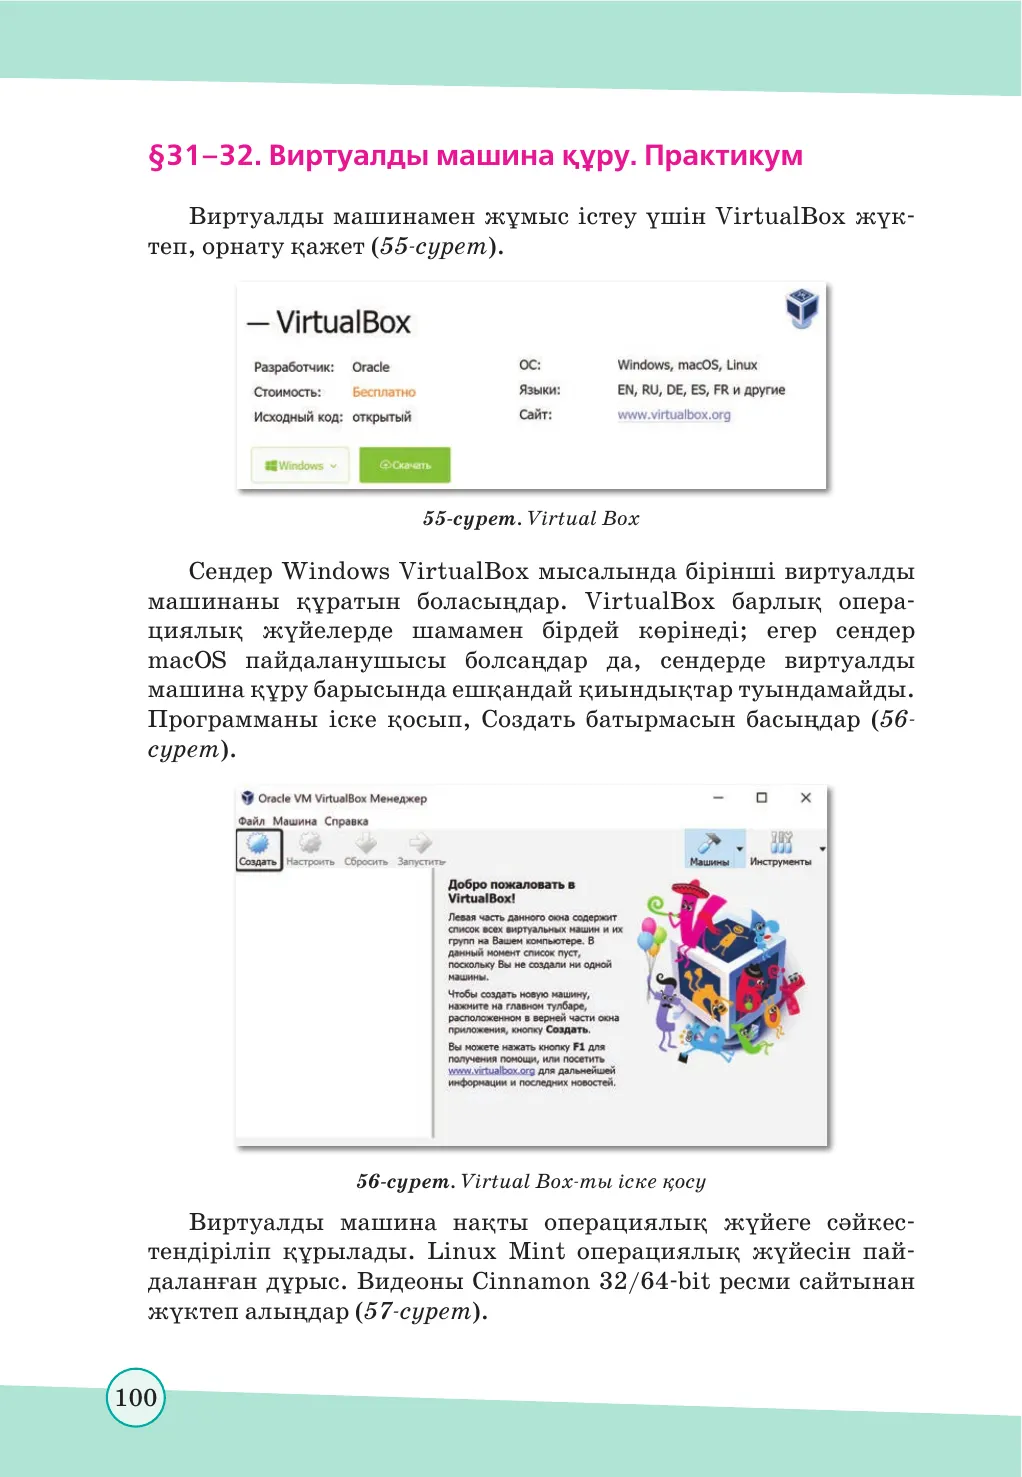 §31–32. Виртуалды машина құру. Практикум
Виртуалды машинамен жұмыс істеу үшін VirtualBox жүк-
теп, орнату қажет (55-сурет).
— VirtualBox
Разработчик: Oracle
Стоимость: Бесплатно
Исходный код: открытый
ОС: Windows, macOS, Linux
Языки: EN, RU, DE, ES, FR и другие
Сайт: www.virtualbox.org
Windows
Скачать
55-сурет. Virtual Box
Сендер Windows VirtualBox мысалында бірінші виртуалды
машинаны құратын боласыңдар. VirtualBox барлық опера-
циялық жүйелерде шамамен бірдей көрінеді; егер сендер
macOS пайдаланушысы болсаңдар да, сендерде виртуалды
машина құру барысында ешқандай қиындықтар туындамайды.
Программаны іске қосып, Создать батырмасын басыңдар (56-
сурет).
Oracle VM VirtualBox Менеджер
Файл Машина Справка
Создать Настроить Сбросить Запустить
Машины Инструменты
Добро пожаловать в
VirtualBox!
Левая часть данного окна содержит
список всех виртуальных машин и их
групп на Вашем компьютере. В
данный момент список пуст,
поскольку Вы не создали ни одной
машины.
Чтобы создать новую машину,
нажмите на главном тулбаре,
расположенном в верней части окна
приложения, кнопку Создать.
Вы можете нажать кнопку F1 для
получения помощи, или посетить
www.virtualbox.org для дальнейшей
информации и последних новостей.
56-сурет. Virtual Box-ты іске қосу
Виртуалды машина нақты операциялық жүйеге сәйкес-
тендіріліп құрылады. Linux Mint операциялық жүйесін пай-
даланған дұрыс. Видеоны Cinnamon 32/64-bit ресми сайтынан
жүктеп алыңдар (57-сурет).
100